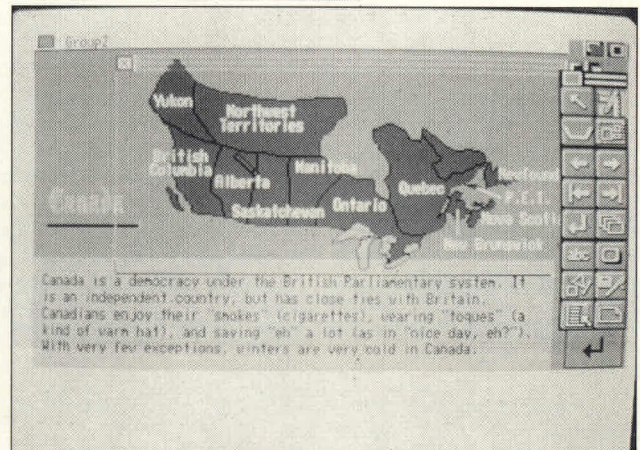 Group2
Yukon
Northwest
Territories
British
Columbia
Alberta
Manitoba
Saskatchewan
Ontario
Quebec
Newfound
P.E.I.
Nova Scoti
New Brunswick
Canada
Canada is a democracy under the British Parliamentary system. It
is an independent country, but has close ties with Britain.
Canadians enjoy their "smokes" (cigarettes), wearing "toques" (a
kind of warm hat), and saying "eh" a lot (as in "nice day, eh?").
With very few exceptions, winters are very cold in Canada.
abc